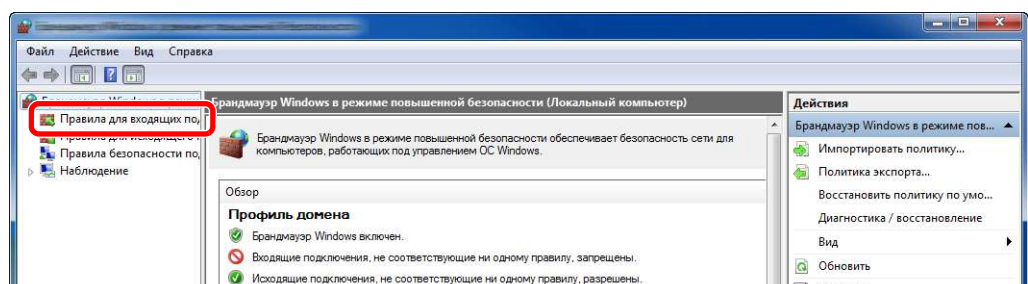 Файл Действие Вид Справка
Правила для входящих по
Правила для исходящего
Правила безопасности по
Наблюдение
Брандмауэр Windows в режиме повышенной безопасности (Локальный компьютер)
Брандмауэр Windows в режиме повышенной безопасности обеспечивает безопасность сети для
компьютеров, работающих под управлением ОС Windows.
Обзор
Профиль домена
Брандмауэр Windows включен.
Входящие подключения, не соответствующие ни одному правилу, запрещены.
Исходящие подключения, не соответствующие ни одному правилу, разрешены.
Действия
Брандмауэр Windows в режиме пов...
Импортировать политику...
Политика экспорта...
Восстановить политику по умо...
Диагностика / восстановление
Вид
Обновить